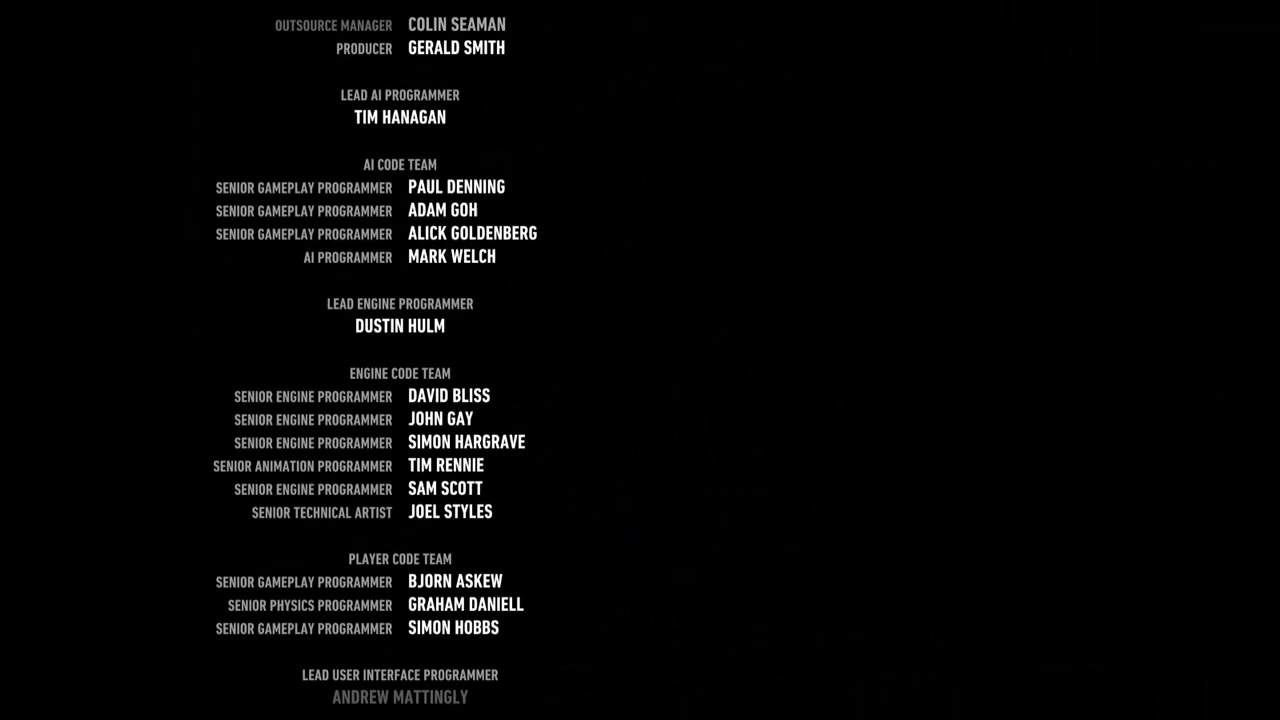 OUTSOURCE MANAGER COLIN SEAMAN
PRODUCER GERALD SMITH
LEAD AI PROGRAMMER
TIM HANAGAN
AI CODE TEAM
SENIOR GAMEPLAY PROGRAMMER PAUL DENNING
SENIOR GAMEPLAY PROGRAMMER ADAM GOH
SENIOR GAMEPLAY PROGRAMMER ALICK GOLDENBERG
AI PROGRAMMER MARK WELCH
LEAD ENGINE PROGRAMMER
DUSTIN HULM
ENGINE CODE TEAM
SENIOR ENGINE PROGRAMMER DAVID BLISS
SENIOR ENGINE PROGRAMMER JOHN GAY
SENIOR ENGINE PROGRAMMER SIMON HARGRAVE
SENIOR ANIMATION PROGRAMMER TIM RENNIE
SENIOR ENGINE PROGRAMMER SAM SCOTT
SENIOR TECHNICAL ARTIST JOEL STYLES
PLAYER CODE TEAM
SENIOR GAMEPLAY PROGRAMMER BJORN ASKEW
SENIOR PHYSICS PROGRAMMER GRAHAM DANIELL
SENIOR GAMEPLAY PROGRAMMER SIMON HOBBS
LEAD USER INTERFACE PROGRAMMER
ANDREW MATTINGLY